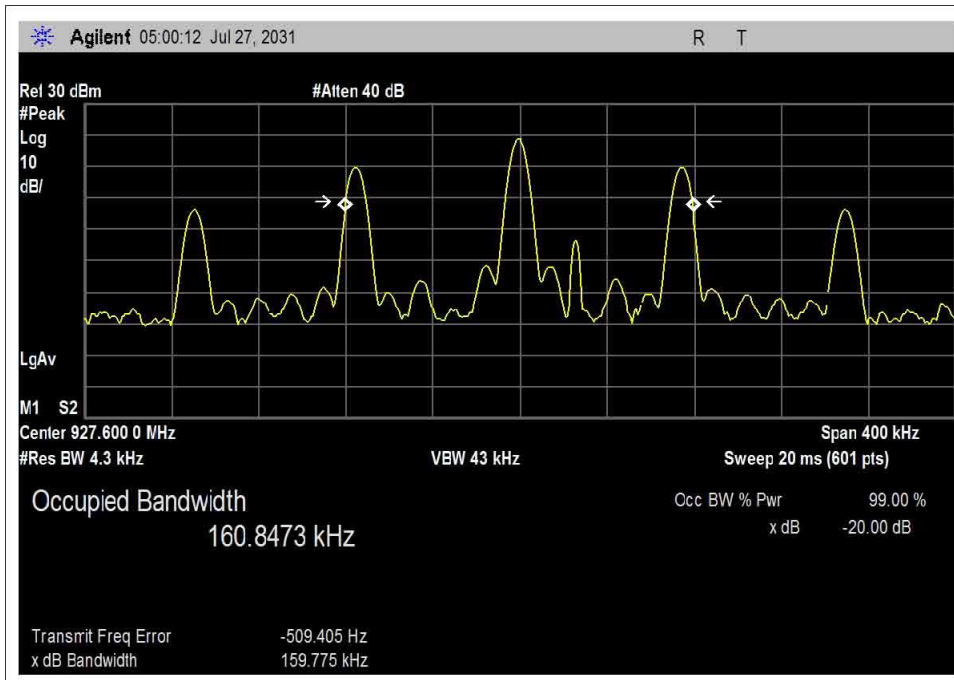 Agilent 05:00:12 Jul 27, 2031 R T
Ref 30 dBm #Atten 40 dB
#Peak
Log
10
dB/
LgAv
M1 S2
Center 927.600 0 MHz Span 400 kHz
#Res BW 4.3 kHz VBW 43 kHz Sweep 20 ms (601 pts)
Occupied Bandwidth Occ BW % Pwr 99.00 %
160.8473 kHz x dB -20.00 dB
Transmit Freq Error -509.405 Hz
x dB Bandwidth 159.775 kHz